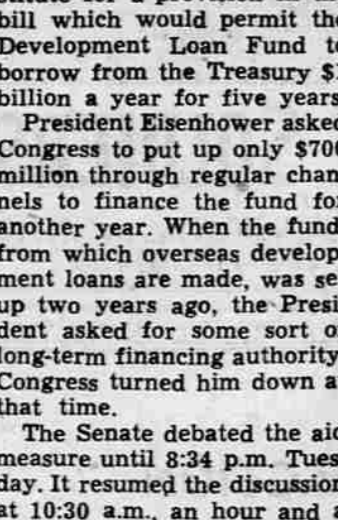 bill which would permit the
Development Loan Fund to
borrow from the Treasury $1
billion a year for five years
President Eisenhower asked
Congress to put up only $700
million through regular chan
nels to finance the fund for
another year. When the fund
from which overseas develop
ment loans are made, was se
up two years ago, the Presi
dent asked for some sort o
long-term financing authority
Congress turned him down a
that time.
The Senate debated the aid
measure until 8:34 p.m. Tues
day. It resumed the discussion
at 10:30 a.m., an hour and a